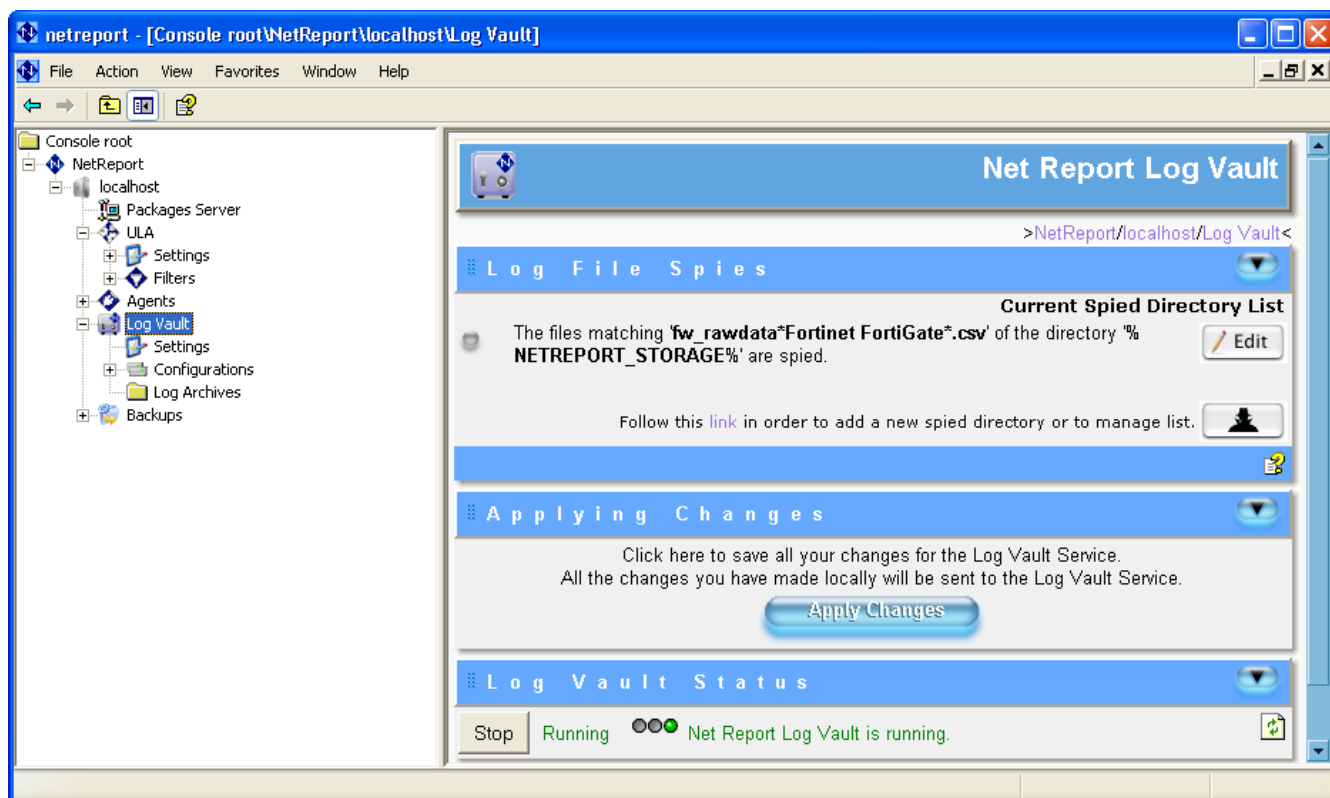 netreport - [Console root\NetReport\localhost\Log Vault]
File Action View Favorites Window Help
Console root
NetReport
localhost
Packages Server
ULA
Settings
Filters
Agents
Log Vault
Settings
Configurations
Log Archives
Backups
Net Report Log Vault
>NetReport/localhost/Log Vault<
Log File Spies
Current Spied Directory List
The files matching 'fw_rawdata*Fortinet FortiGate*.csv' of the directory '%
NETREPORT_STORAGE%' are spied.
Edit
Follow this link in order to add a new spied directory or to manage list.
Applying Changes
Click here to save all your changes for the Log Vault Service.
All the changes you have made locally will be sent to the Log Vault Service.
Apply Changes
Log Vault Status
Stop Running Net Report Log Vault is running.